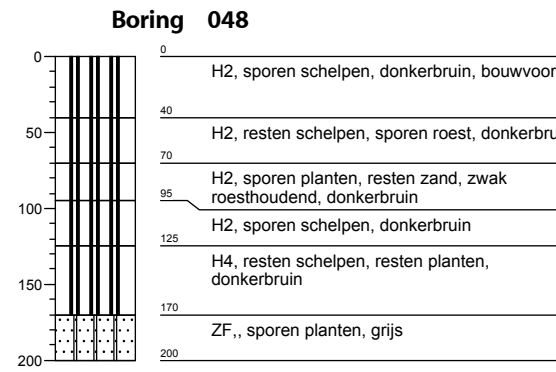 Boring 048
0
0
H2, sporen schelpen, donkerbruin, bouwvoor
40
50
H2, resten schelpen, sporen roest,
70
H2, sporen planten, resten zand, zwak
roesthoudend, donkerbruin
95
100
H2, sporen schelpen, donkerbruin
125
H4, resten schelpen, resten planten,
donkerbruin
150
170
ZF,, sporen planten, grijs
200
200